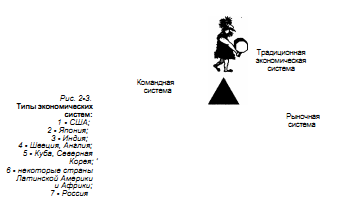 Традиционная
экономическая
система
Командная
система
Рыночная
система
Рис. 2-3.
Типы экономических
систем:
1 • США;
2 • Япония;
3 • Индия;
4 • Швеция, Англия;
5 • Куба, Северная
Корея; '
6 • некоторые страны
Латинской Америки
и Африки;
7 • Россия